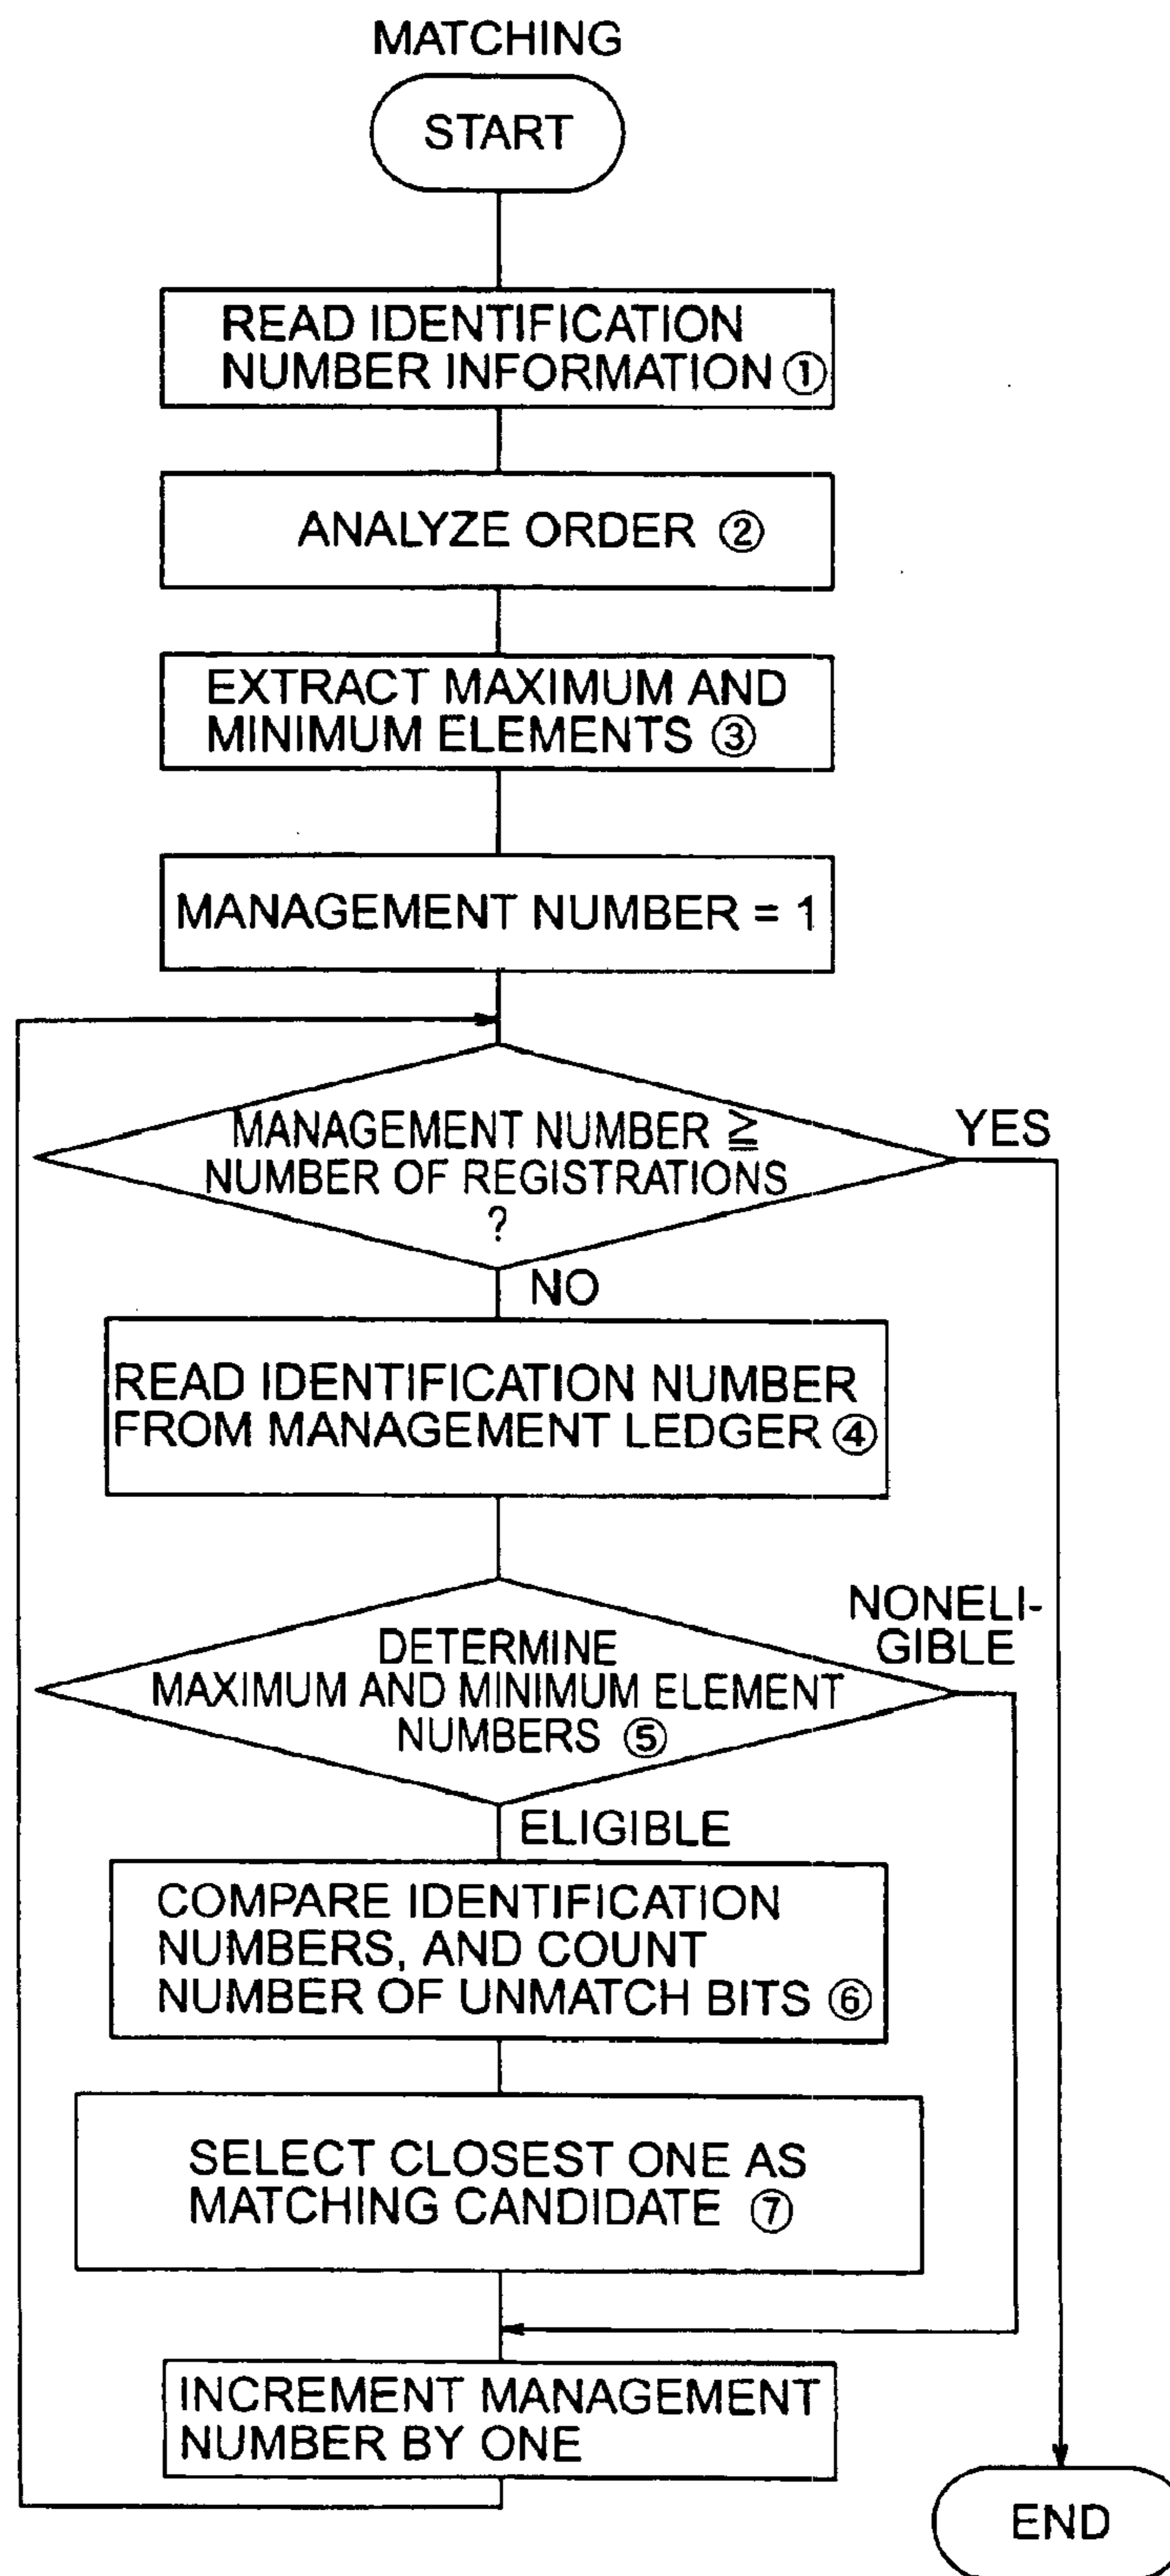 MATCHING
START
READ IDENTIFICATION
NUMBER INFORMATION ①
ANALYZE ORDER ②
EXTRACT MAXIMUM AND
MINIMUM ELEMENTS ③
MANAGEMENT NUMBER = 1
MANAGEMENT NUMBER ≧
NUMBER OF REGISTRATIONS
?
YES
NO
READ IDENTIFICATION NUMBER
FROM MANAGEMENT LEDGER ④
NONELI-
GIBLE
DETERMINE
MAXIMUM AND MINIMUM ELEMENT
NUMBERS ⑤
ELIGIBLE
COMPARE IDENTIFICATION
NUMBERS, AND COUNT
NUMBER OF UNMATCH BITS ⑥
SELECT CLOSEST ONE AS
MATCHING CANDIDATE ⑦
INCREMENT MANAGEMENT
NUMBER BY ONE
END